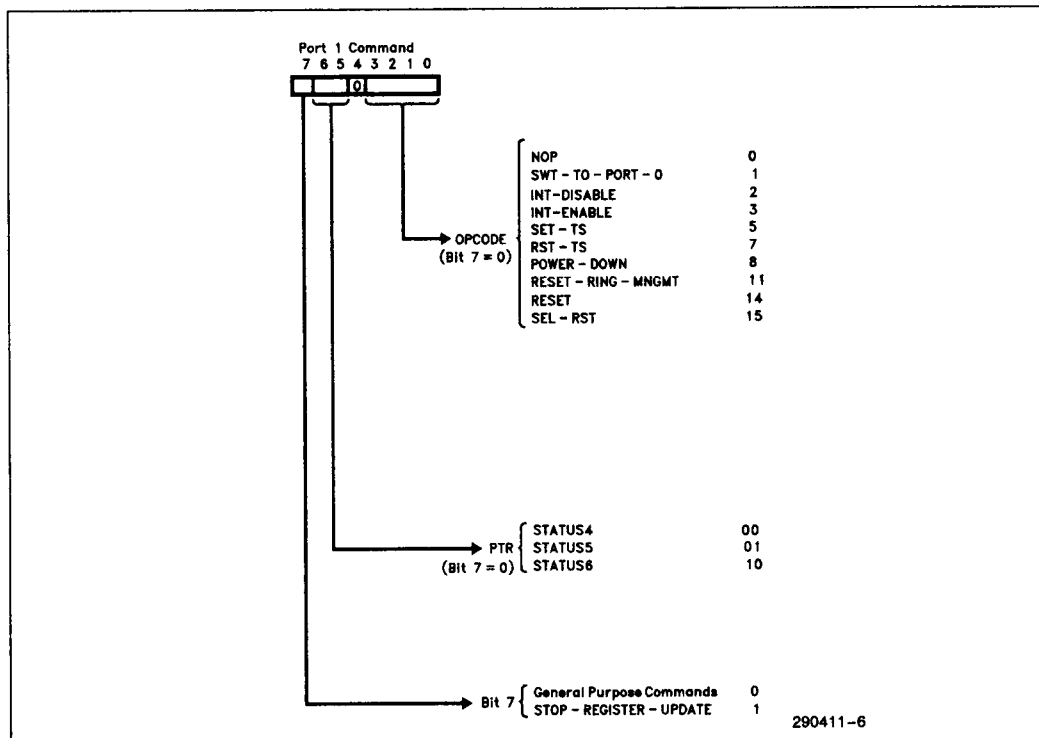 Port 1 Command
7 6 5 4 3 2 1 0
0
NOP 0
SWT - TO - PORT - 0 1
INT-DISABLE 2
INT-ENABLE 3
SET - TS 5
OPCODE
RST - TS 7
(Bit 7 = 0)
POWER - DOWN 8
RESET - RING - MNGMT 11
RESET 14
SEL - RST 15
STATUS4 00
PTR STATUS5 01
(Bit 7 = 0) STATUS6 10
General Purpose Commands 0
Bit 7
STOP - REGISTER - UPDATE 1
290411-6